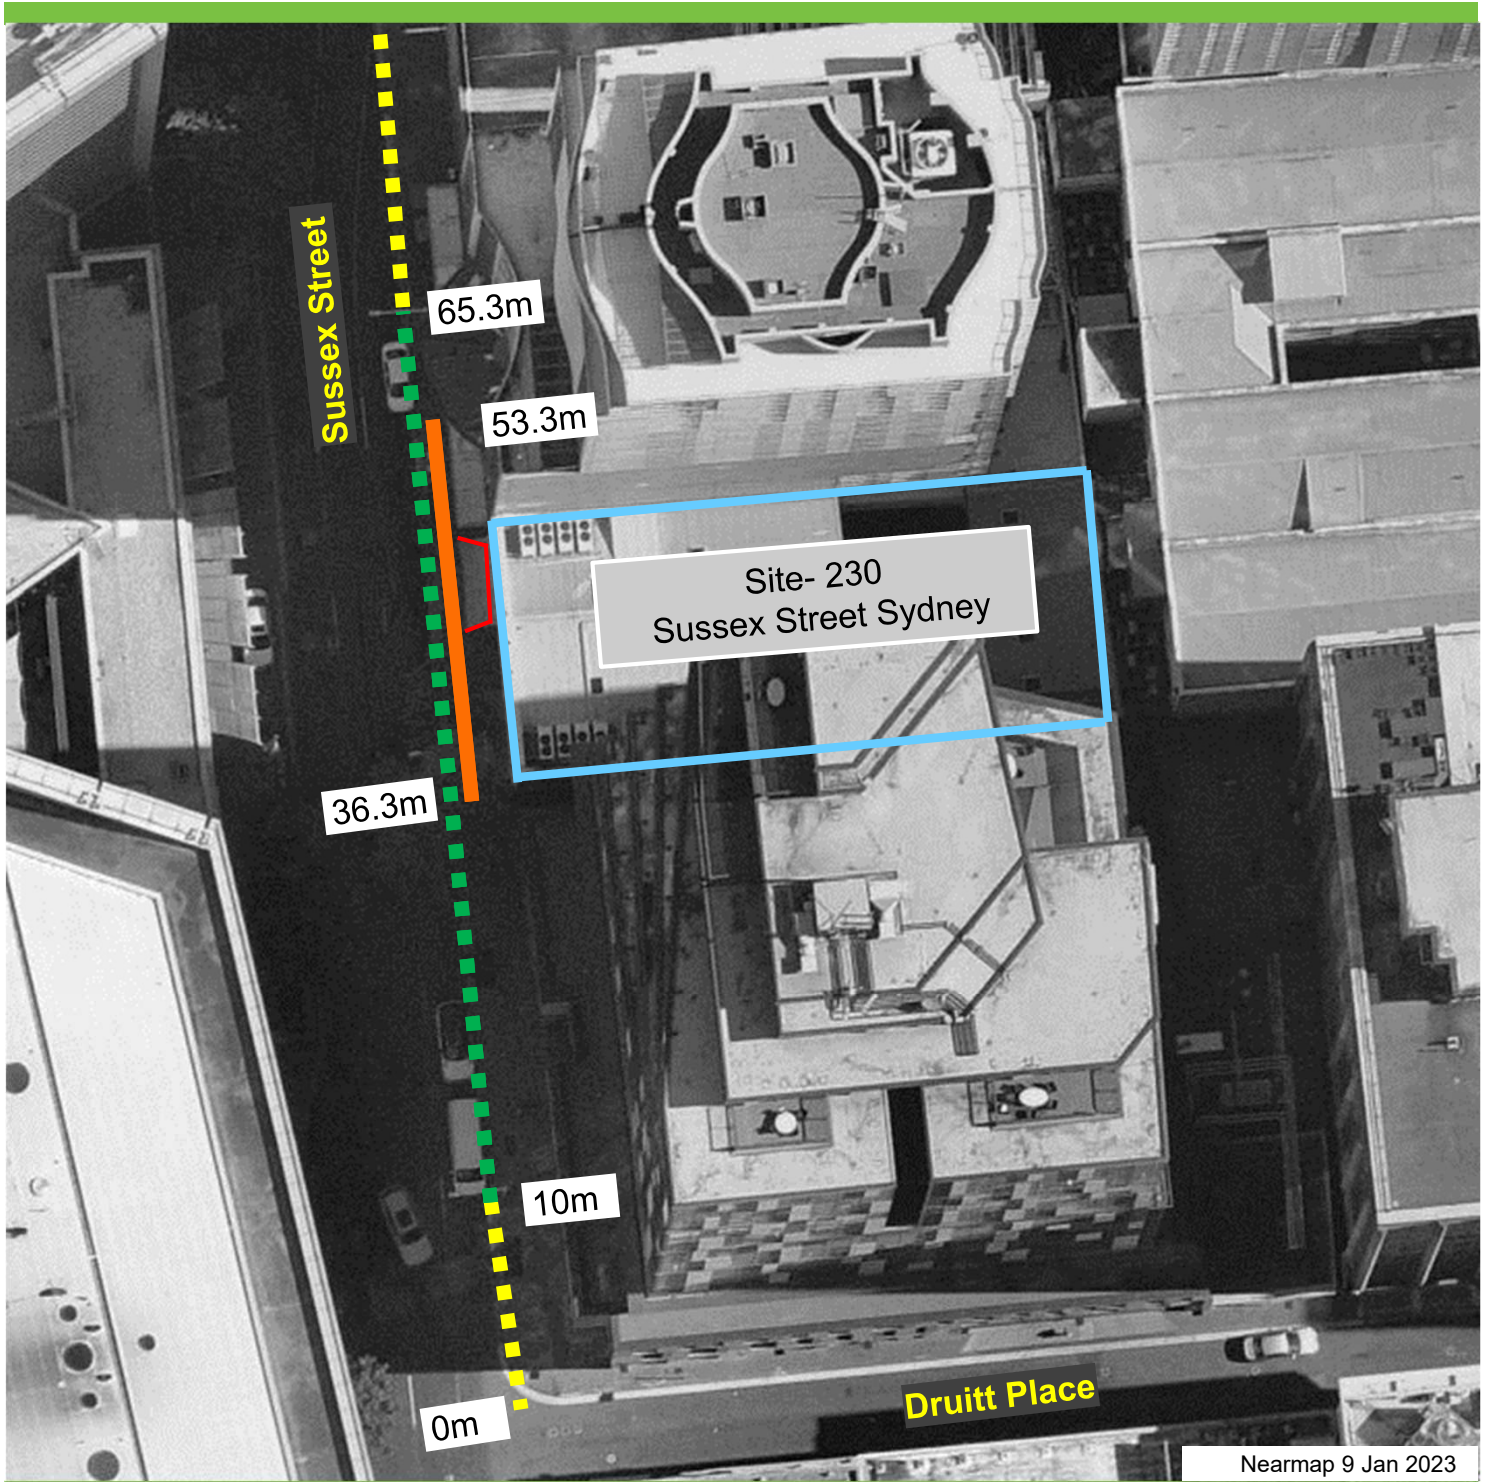 Sussex Street
65.3m
53.3m
Site- 230
Sussex Street Sydney
36.3m
10m
0m
Druitt Place
Nearmap 9 Jan 2023